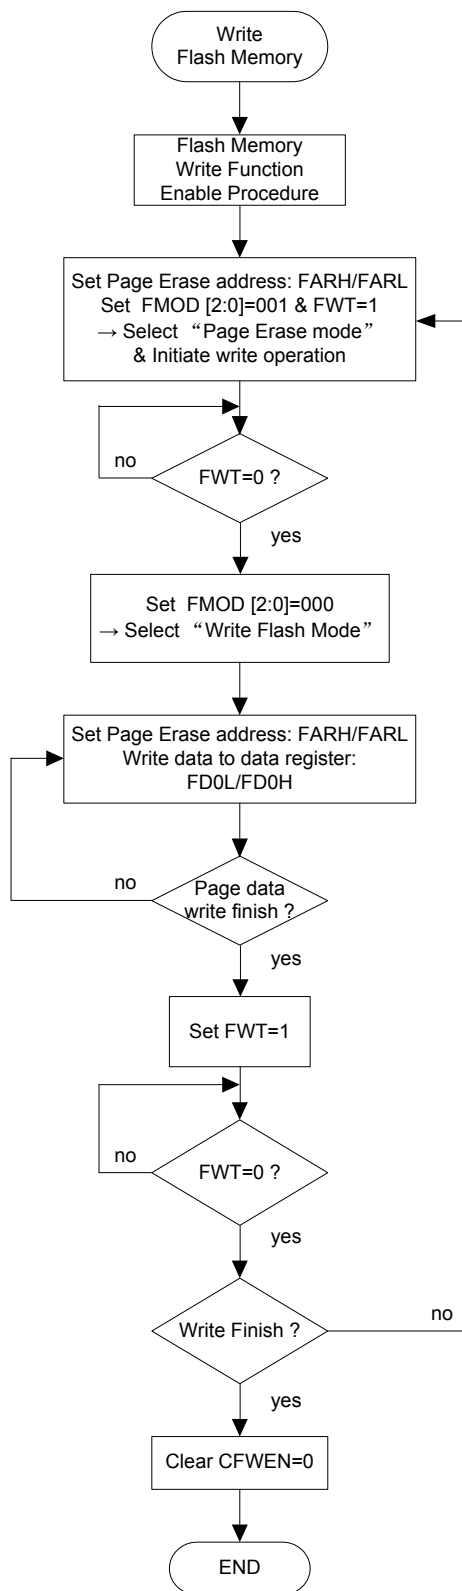 Write
Flash Memory
Flash Memory
Write Function
Enable Procedure
Set Page Erase address: FARH/FARL
Set FMOD [2:0]=001 & FWT=1
→ Select “Page Erase mode”
& Initiate write operation
no
FWT=0 ?
yes
Set FMOD [2:0]=000
→ Select “Write Flash Mode”
Set Page Erase address: FARH/FARL
Write data to data register:
FD0L/FD0H
no
Page data
write finish ?
yes
Set FWT=1
no
FWT=0 ?
yes
Write Finish ?
no
yes
Clear CFWEN=0
END